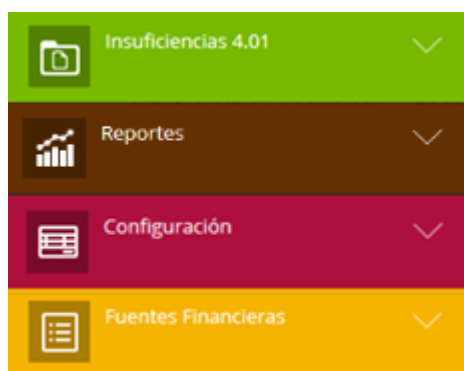 Insuficiencias 4.01
Reportes
Configuración
Fuentes Financieras